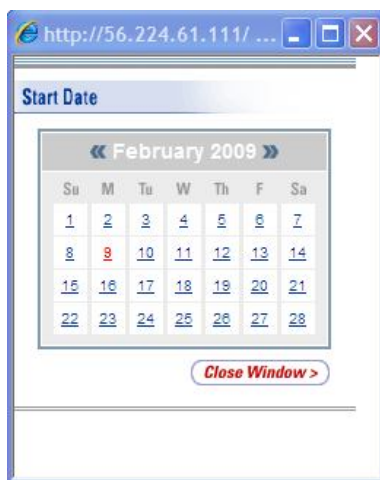 http://56.224.61.111/ ...
Start Date
« February 2009 »
Su M Tu W Th F Sa
1 2 3 4 5 6 7
8 9 10 11 12 13 14
15 16 17 18 19 20 21
22 23 24 25 26 27 28
Close Window >